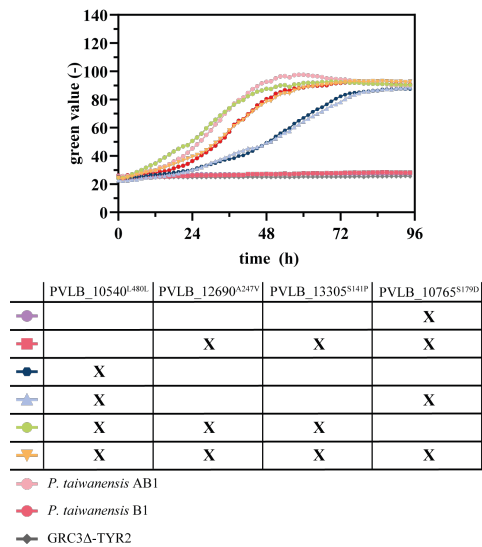 140
120
100
80
60
40
20
0
green value (-)
0 24 48 72 96
time (h)
PVLB_10540L480L PVLB_12690A247V PVLB_13305S141P PVLB_10765S179D
X
X X X
X
X X
X X X
X X X X
P. taiwanensis AB1
P. taiwanensis B1
GRC3Δ-TYR2